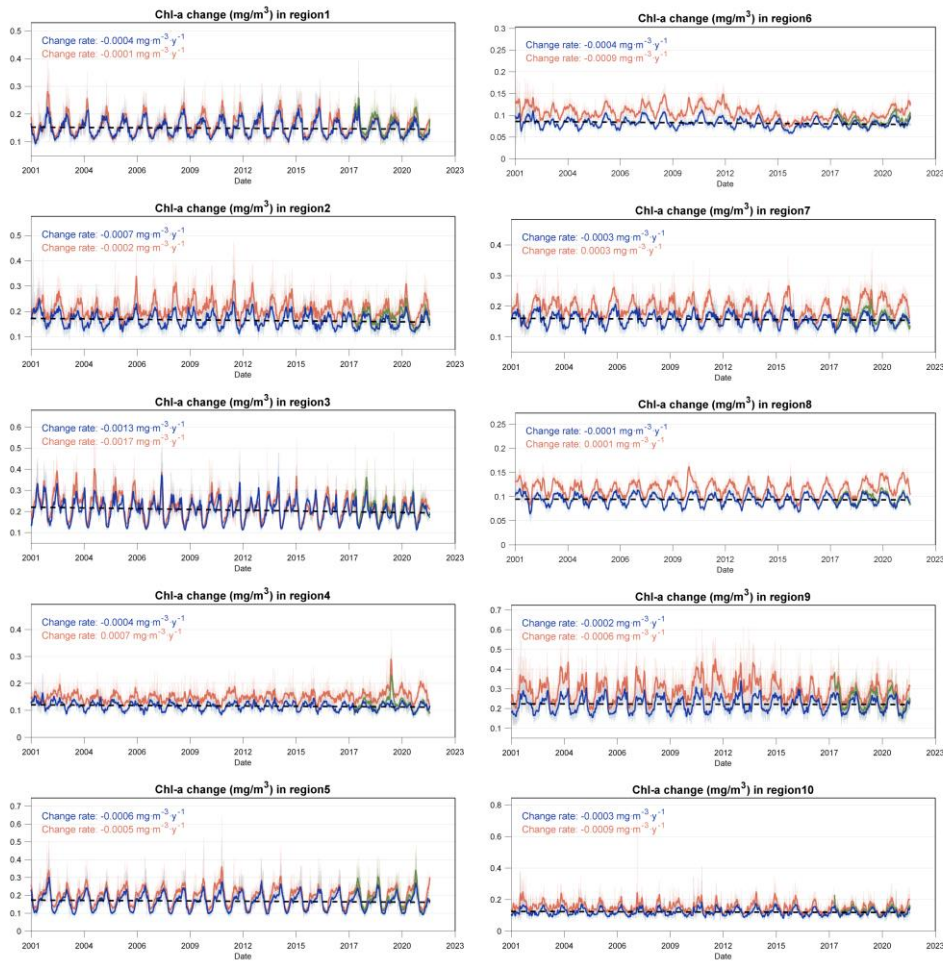 Chl-a change (mg/m³) in region1
Change rate: -0.0004 mg·m⁻³·y⁻¹
Change rate: -0.0001 mg·m⁻³·y⁻¹
0.5
0.4
0.3
0.2
0.1
2001 2004 2006 2009 2012 2015 2017 2020 2023
Date
Chl-a change (mg/m³) in region2
Change rate: -0.0007 mg·m⁻³·y⁻¹
Change rate: -0.0002 mg·m⁻³·y⁻¹
0.5
0.4
0.3
0.2
0.1
2001 2004 2006 2009 2012 2015 2017 2020 2023
Date
Chl-a change (mg/m³) in region3
Change rate: -0.0013 mg·m⁻³·y⁻¹
Change rate: -0.0017 mg·m⁻³·y⁻¹
0.6
0.5
0.4
0.3
0.2
0.1
2001 2004 2006 2009 2012 2015 2017 2020 2023
Date
Chl-a change (mg/m³) in region4
Change rate: -0.0004 mg·m⁻³·y⁻¹
Change rate: 0.0007 mg·m⁻³·y⁻¹
0.4
0.3
0.2
0.1
0
2001 2004 2006 2009 2012 2015 2017 2020 2023
Date
Chl-a change (mg/m³) in region5
Change rate: -0.0006 mg·m⁻³·y⁻¹
Change rate: -0.0005 mg·m⁻³·y⁻¹
0.7
0.6
0.5
0.4
0.3
0.2
0.1
0
2001 2004 2006 2009 2012 2015 2017 2020 2023
Date
Chl-a change (mg/m³) in region6
Change rate: -0.0004 mg·m⁻³·y⁻¹
Change rate: -0.0009 mg·m⁻³·y⁻¹
0.3
0.25
0.2
0.15
0.1
0.05
0
2001 2004 2006 2009 2012 2015 2017 2020 2023
Date
Chl-a change (mg/m³) in region7
Change rate: -0.0003 mg·m⁻³·y⁻¹
Change rate: 0.0003 mg·m⁻³·y⁻¹
0.4
0.3
0.2
0.1
2001 2004 2006 2009 2012 2015 2017 2020 2023
Date
Chl-a change (mg/m³) in region8
Change rate: -0.0001 mg·m⁻³·y⁻¹
Change rate: 0.0001 mg·m⁻³·y⁻¹
0.25
0.2
0.15
0.1
0.05
0
2001 2004 2006 2009 2012 2015 2017 2020 2023
Date
Chl-a change (mg/m³) in region9
Change rate: -0.0002 mg·m⁻³·y⁻¹
Change rate: -0.0006 mg·m⁻³·y⁻¹
0.7
0.6
0.5
0.4
0.3
0.2
0.1
2001 2004 2006 2009 2012 2015 2017 2020 2023
Date
Chl-a change (mg/m³) in region10
Change rate: -0.0003 mg·m⁻³·y⁻¹
Change rate: -0.0009 mg·m⁻³·y⁻¹
0.8
0.6
0.4
0.2
0
2001 2004 2006 2009 2012 2015 2017 2020 2023
Date